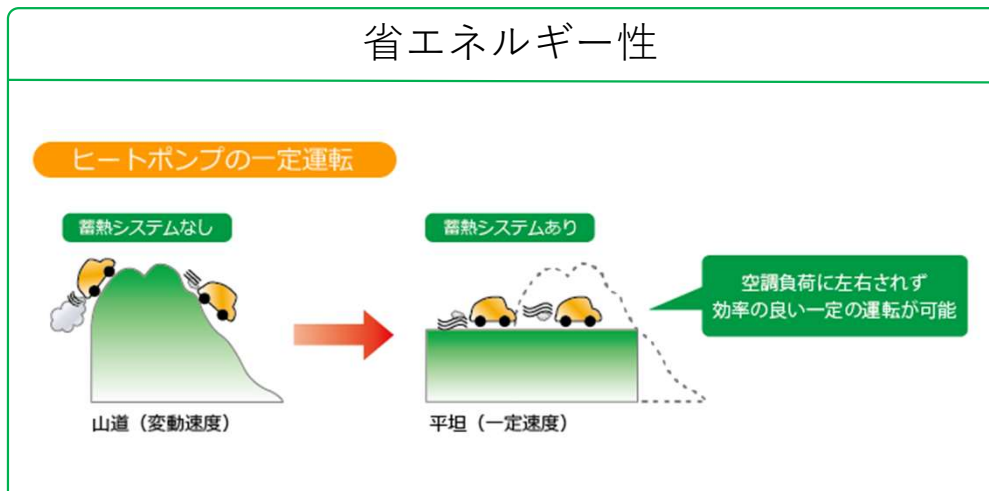 省エネルギー性
ヒートポンプの一定運転
蓄熱システムなし
蓄熱システムあり
空調負荷に左右されず
効率の良い一定の運転が可能
山道（変動速度）
平坦（一定速度）